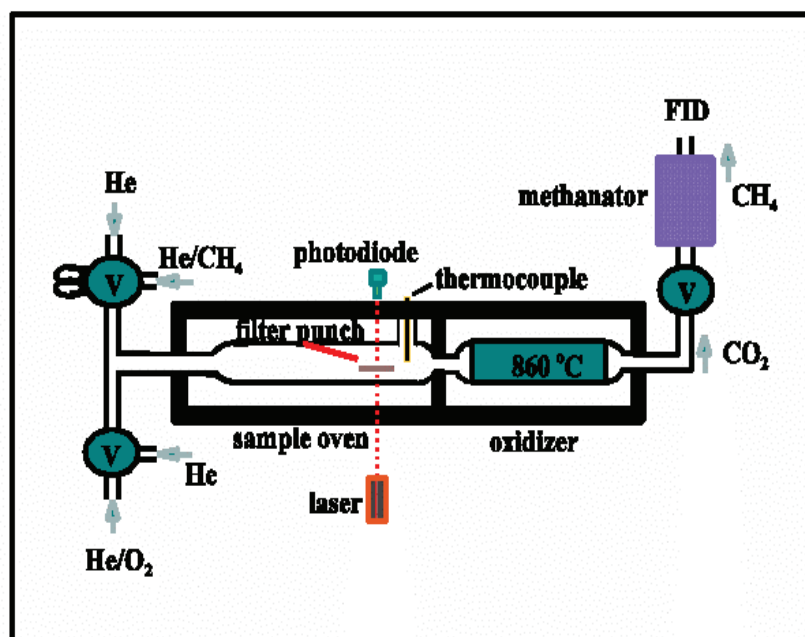 FID
He
methanator
CH₄
He/CH₄
photodiode
V
thermocouple
V
filter punch
860 °C
CO₂
V
sample oven
oxidizer
He
laser
He/O₂